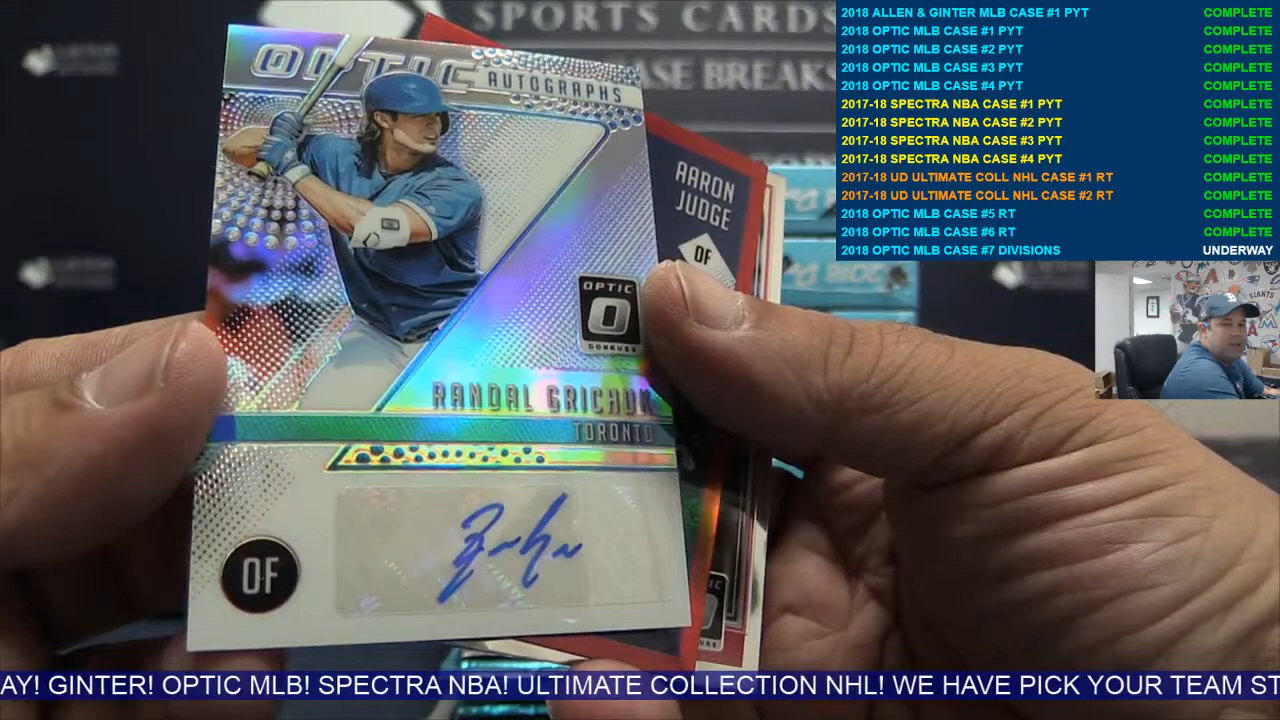 SPORTS CARDS
CASE BREAKS
OPTIC
AUTOGRAPHS
AARON
JUDGE
OF
OPTIC
O
DONRUSS
RANDAL GRICHUK
TORONTO
OF
2018 ALLEN & GINTER MLB CASE #1 PYT COMPLETE
2018 OPTIC MLB CASE #1 PYT COMPLETE
2018 OPTIC MLB CASE #2 PYT COMPLETE
2018 OPTIC MLB CASE #3 PYT COMPLETE
2018 OPTIC MLB CASE #4 PYT COMPLETE
2017-18 SPECTRA NBA CASE #1 PYT COMPLETE
2017-18 SPECTRA NBA CASE #2 PYT COMPLETE
2017-18 SPECTRA NBA CASE #3 PYT COMPLETE
2017-18 SPECTRA NBA CASE #4 PYT COMPLETE
2017-18 UD ULTIMATE COLL NHL CASE #1 RT COMPLETE
2017-18 UD ULTIMATE COLL NHL CASE #2 RT COMPLETE
2018 OPTIC MLB CASE #5 RT COMPLETE
2018 OPTIC MLB CASE #6 RT COMPLETE
2018 OPTIC MLB CASE #7 DIVISIONS UNDERWAY
GIANTS
AY! GINTER! OPTIC MLB! SPECTRA NBA! ULTIMATE COLLECTION NHL! WE HAVE PICK YOUR TEAM ST